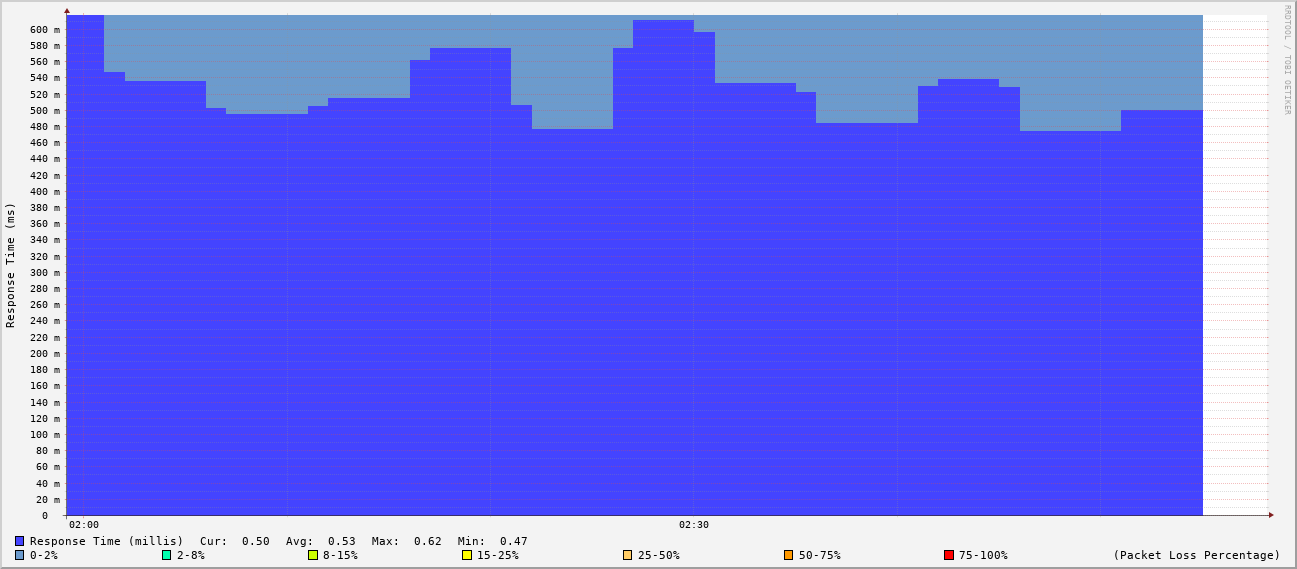 RRDTOOL / TOBI OETIKER
Response Time (ms)
600 m
580 m
560 m
540 m
520 m
500 m
480 m
460 m
440 m
420 m
400 m
380 m
360 m
340 m
320 m
300 m
280 m
260 m
240 m
220 m
200 m
180 m
160 m
140 m
120 m
100 m
80 m
60 m
40 m
20 m
0
02:00 02:30
Response Time (millis) Cur: 0.50 Avg: 0.53 Max: 0.62 Min: 0.47
0-2% 2-8% 8-15% 15-25% 25-50% 50-75% 75-100% (Packet Loss Percentage)